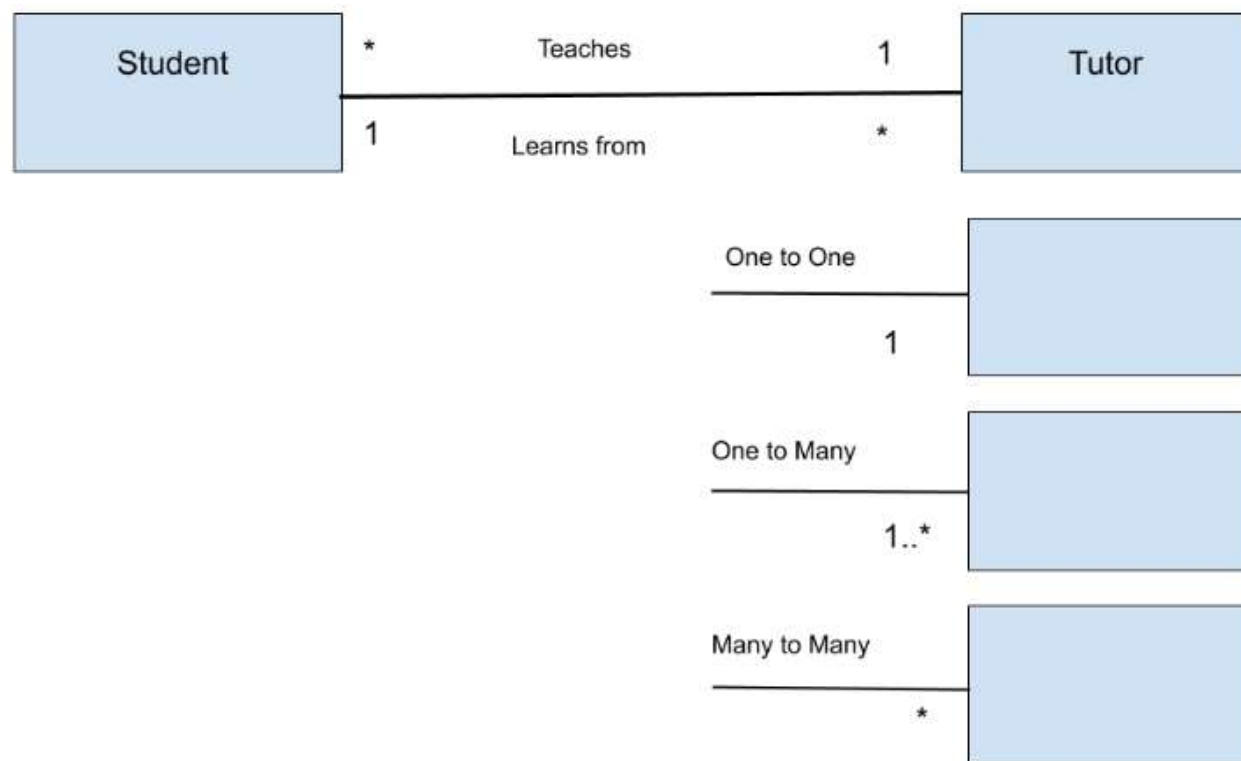 Student
*
Teaches
1
Tutor
1
Learns from
*
One to One
1
One to Many
1..*
Many to Many
*